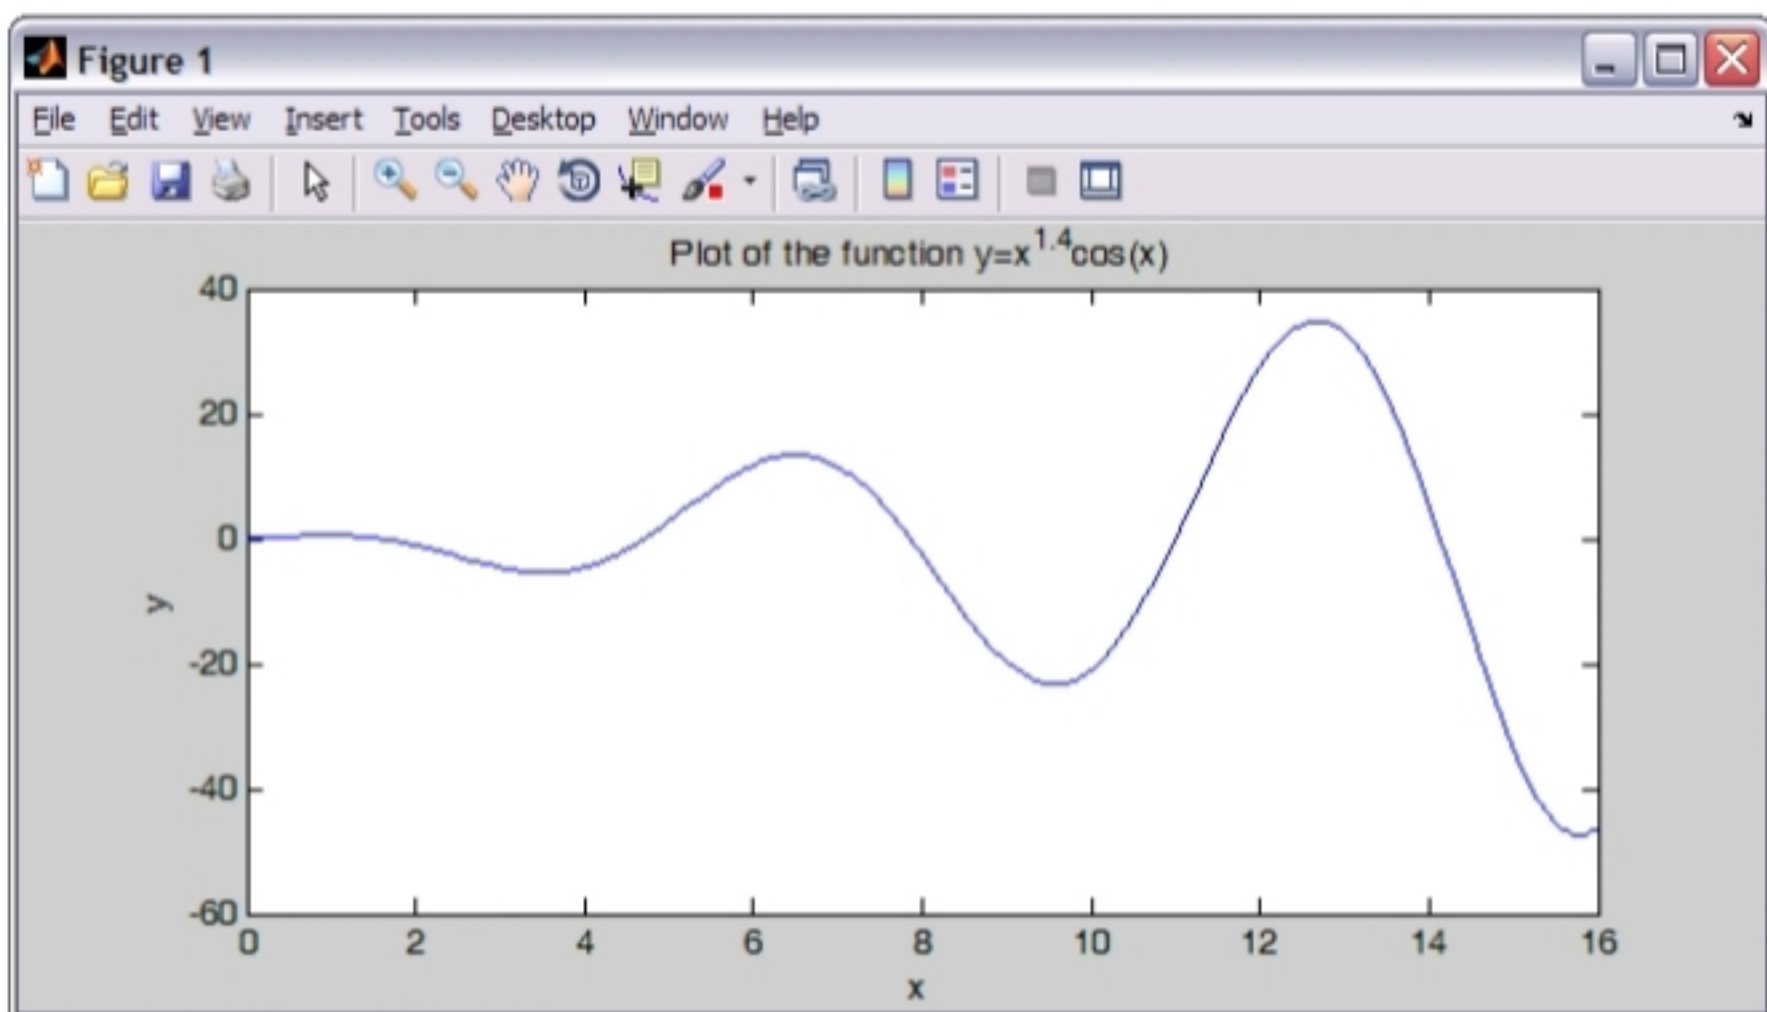 Figure 1
File Edit View Insert Tools Desktop Window Help
Plot of the function y=x^1.4cos(x)
40
20
0
-20
-40
-60
y
0 2 4 6 8 10 12 14 16
x